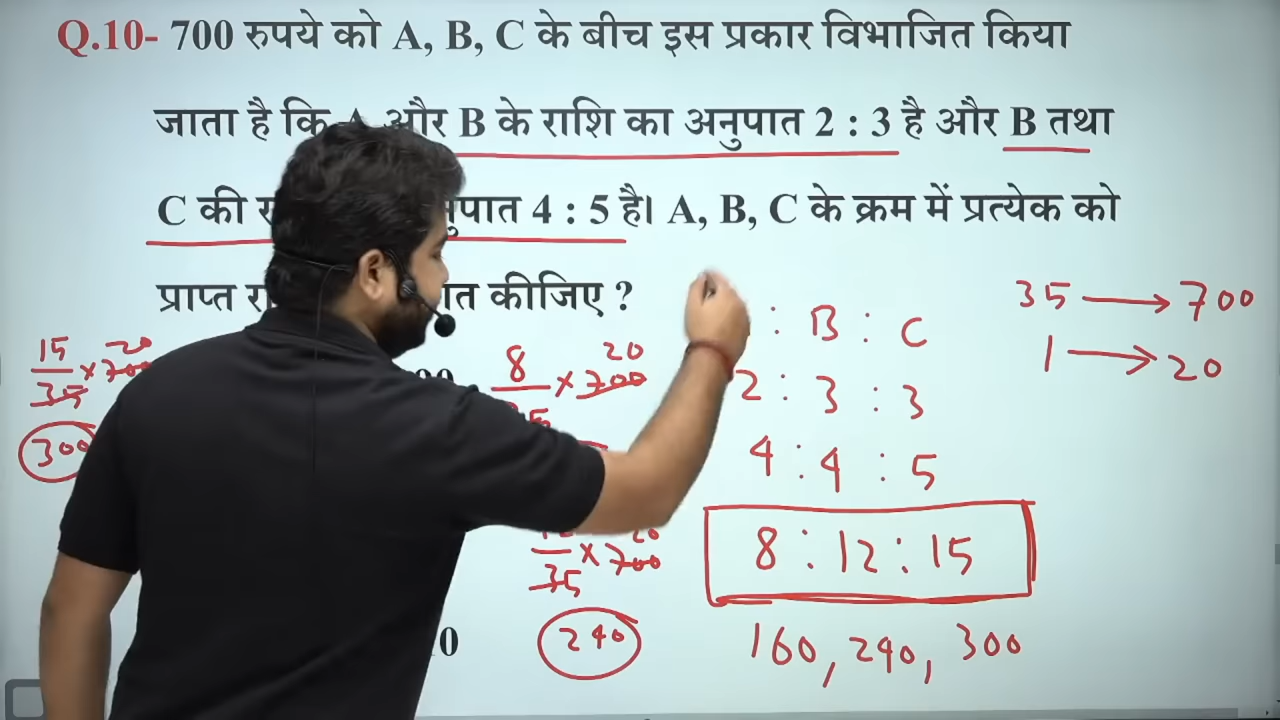 Q.10- 700 रुपये को A, B, C के बीच इस प्रकार विभाजित किया
जाता है कि A और B के राशि का अनुपात 2 : 3 है और B तथा
C की 4 : 5 है। A, B, C के क्रम में प्रत्येक को
प्राप्त कीजिए ?
35 → 700
1 → 20
: B : C
2 : 3 : 3
4 : 4 : 5
8 : 12 : 15
160, 240, 300
15/35 × 700 20
300
8 × 700 20
35 × 700 20
240